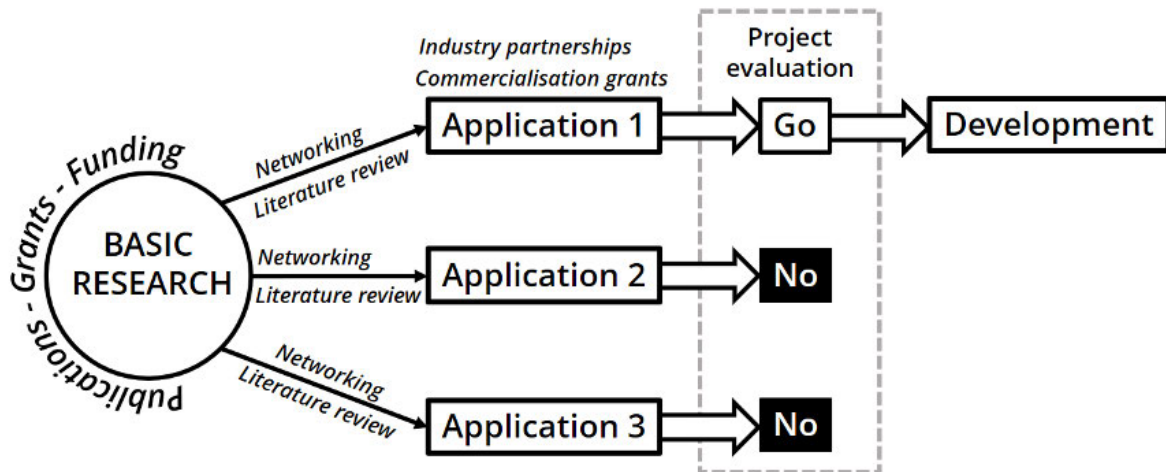 Industry partnerships
Commercialisation grants
Project
evaluation
Application 1
Go
Development
Networking
Literature review
Publications - Grants - Funding
BASIC
RESEARCH
Networking
Literature review
Application 2
No
Networking
Literature review
Application 3
No